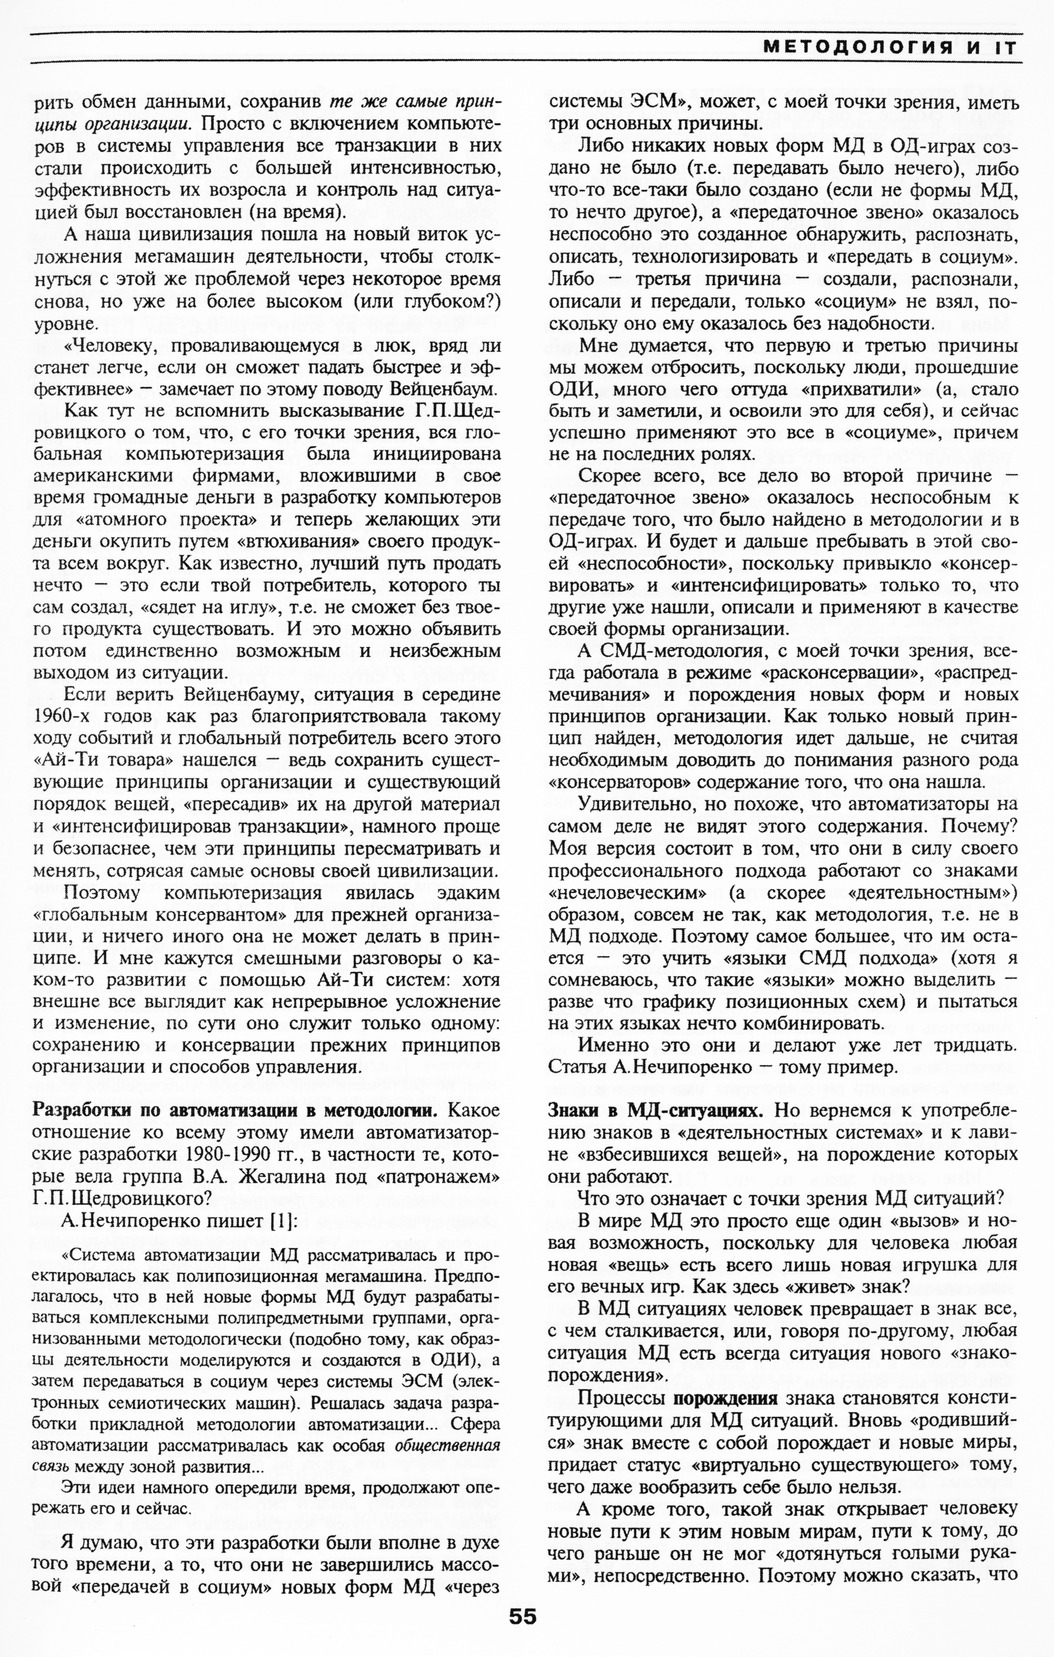 МЕТОДОЛОГИЯ И IT
рить обмен данными, сохранив те же самые прин-
ципы организации. Просто с включением компьюте-
ров в системы управления все транзакции в них
стали происходить с большей интенсивностью,
эффективность их возросла и контроль над ситуа-
цией был восстановлен (на время).
А наша цивилизация пошла на новый виток ус-
ложнения мегамашин деятельности, чтобы столк-
нуться с этой же проблемой через некоторое время
снова, но уже на более высоком (или глубоком?)
уровне.
«Человеку, проваливающемуся в люк, вряд ли
станет легче, если он сможет падать быстрее и эф-
фективнее» — замечает по этому поводу Вейценбаум.
Как тут не вспомнить высказывание Г.П.Щед-
ровицкого о том, что, с его точки зрения, вся гло-
бальная компьютеризация была инициирована
американскими фирмами, вложившими в свое
время громадные деньги в разработку компьютеров
для «атомного проекта» и теперь желающих эти
деньги окупить путем «втюхивания» своего продук-
та всем вокруг. Как известно, лучший путь продать
нечто — это если твой потребитель, которого ты
сам создал, «сядет на иглу», т.е. не сможет без твое-
го продукта существовать. И это можно объявить
потом единственно возможным и неизбежным
выходом из ситуации.
Если верить Вейценбауму, ситуация в середине
1960-х годов как раз благоприятствовала такому
ходу событий и глобальный потребитель всего этого
«Ай-Ти товара» нашелся — ведь сохранить сущест-
вующие принципы организации и существующий
порядок вещей, «пересадив» их на другой материал
и «интенсифицировав транзакции», намного проще
и безопаснее, чем эти принципы пересматривать и
менять, сотрясая самые основы своей цивилизации.
Поэтому компьютеризация явилась эдаким
«глобальным консервантом» для прежней организа-
ции, и ничего иного она не может делать в прин-
ципе. И мне кажутся смешными разговоры о ка-
ком-то развитии с помощью Ай-Ти систем: хотя
внешне все выглядит как непрерывное усложнение
и изменение, по сути оно служит только одному:
сохранению и консервации прежних принципов
организации и способов управления.
Разработки по автоматизации в методологии. Какое
отношение ко всему этому имели автоматизатор-
ские разработки 1980-1990 гг., в частности те, кото-
рые вела группа В.А. Жегалина под «патронажем»
Г.П.Щедровицкого?
А.Нечипоренко пишет [1]:
«Система автоматизации МД рассматривалась и про-
ектировалась как полипозиционная мегамашина. Предпо-
лагалось, что в ней новые формы МД будут разрабаты-
ваться комплексными полипредметными группами, орга-
низованными методологически (подобно тому, как образ-
цы деятельности моделируются и создаются в ОДИ), а
затем передаваться в социум через системы ЭСМ (элек-
тронных семиотических машин). Решалась задача разра-
ботки прикладной методологии автоматизации... Сфера
автоматизации рассматривалась как особая общественная
связь между зоной развития...
Эти идеи намного опередили время, продолжают опе-
режать его и сейчас.
Я думаю, что эти разработки были вполне в духе
того времени, а то, что они не завершились массо-
вой «передачей в социум» новых форм МД «через
системы ЭСМ», может, с моей точки зрения, иметь
три основных причины.
Либо никаких новых форм МД в ОД-играх соз-
дано не было (т.е. передавать было нечего), либо
что-то все-таки было создано (если не формы МД,
то нечто другое), а «передаточное звено» оказалось
неспособно это созданное обнаружить, распознать,
описать, технологизировать и «передать в социум».
Либо — третья причина — создали, распознали,
описали и передали, только «социум» не взял, по-
скольку оно ему оказалось без надобности.
Мне думается, что первую и третью причины
мы можем отбросить, поскольку люди, прошедшие
ОДИ, много чего оттуда «прихватили» (а, стало
быть и заметили, и освоили это для себя), и сейчас
успешно применяют это все в «социуме», причем
не на последних ролях.
Скорее всего, все дело во второй причине —
«передаточное звено» оказалось неспособным к
передаче того, что было найдено в методологии и в
ОД-играх. И будет и дальше пребывать в этой сво-
ей «неспособности», поскольку привыкло «консер-
вировать» и «интенсифицировать» только то, что
другие уже нашли, описали и применяют в качестве
своей формы организации.
А СМД-методология, с моей точки зрения, все-
гда работала в режиме «расконсервации», «распред-
мечивания» и порождения новых форм и новых
принципов организации. Как только новый прин-
цип найден, методология идет дальше, не считая
необходимым доводить до понимания разного рода
«консерваторов» содержание того, что она нашла.
Удивительно, но похоже, что автоматизаторы на
самом деле не видят этого содержания. Почему?
Моя версия состоит в том, что они в силу своего
профессионального подхода работают со знаками
«нечеловеческим» (а скорее «деятельностным»)
образом, совсем не так, как методология, т.е. не в
МД подходе. Поэтому самое большее, что им оста-
ется — это учить «языки СМД подхода» (хотя я
сомневаюсь, что такие «языки» можно выделить —
разве что графику позиционных схем) и пытаться
на этих языках нечто комбинировать.
Именно это они и делают уже лет тридцать.
Статья А.Нечипоренко — тому пример.
Знаки в МД-ситуациях. Но вернемся к употребле-
нию знаков в «деятельностных системах» и к лави-
не «взбесившихся вещей», на порождение которых
они работают.
Что это означает с точки зрения МД ситуаций?
В мире МД это просто еще один «вызов» и но-
вая возможность, поскольку для человека любая
новая «вещь» есть всего лишь новая игрушка для
его вечных игр. Как здесь «живет» знак?
В МД ситуациях человек превращает в знак все,
с чем сталкивается, или, говоря по-другому, любая
ситуация МД есть всегда ситуация нового «знако-
порождения».
Процессы порождения знака становятся консти-
туирующими для МД ситуаций. Вновь «родивший-
ся» знак вместе с собой порождает и новые миры,
придает статус «виртуально существующего» тому,
чего даже вообразить себе было нельзя.
А кроме того, такой знак открывает человеку
новые пути к этим новым мирам, пути к тому, до
чего раньше он не мог «дотянуться голыми рука-
ми», непосредственно. Поэтому можно сказать, что
55